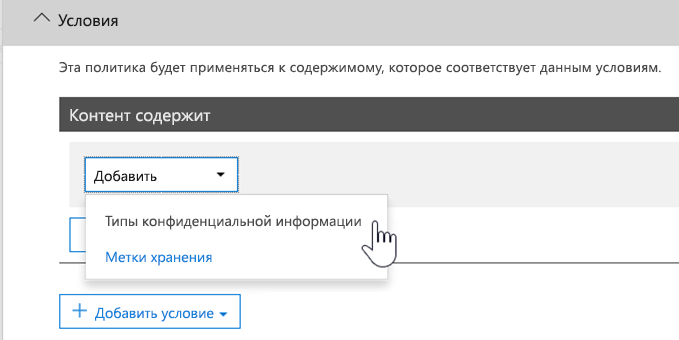 Условия
Эта политика будет применяться к содержимому, которое соответствует данным условиям.
Контент содержит
Добавить
Типы конфиденциальной информации
Метки хранения
Добавить условие